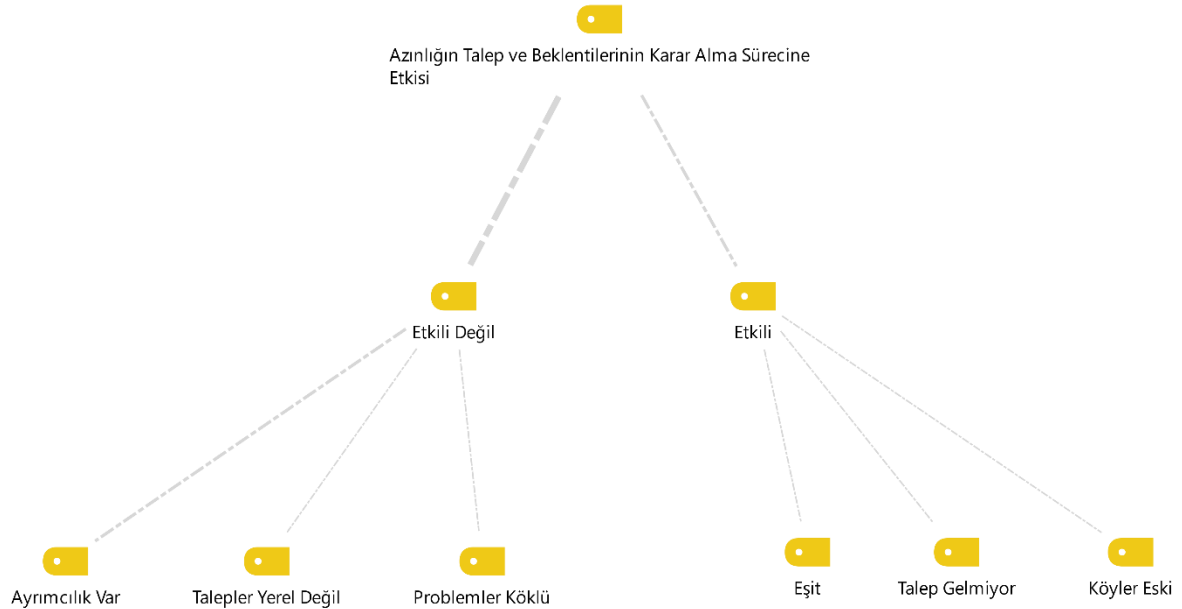 Azınlığın Talep ve Beklentilerinin Karar Alma Sürecine
Etkisi
Etkili Değil
Etkili
Ayrımcılık Var
Talepler Yerel Değil
Problemler Köklü
Eşit
Talep Gelmiyor
Köyler Eski